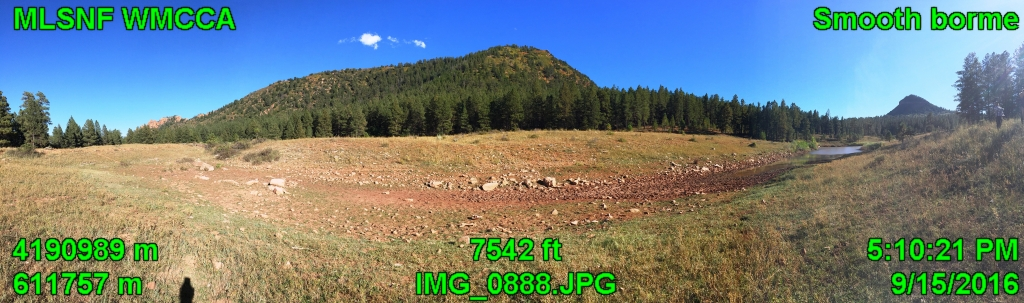 MLSNF WMCCA
Smooth borme
4190989 m
7542 ft
5:10:21 PM
611757 m
IMG_0888.JPG
9/15/2016